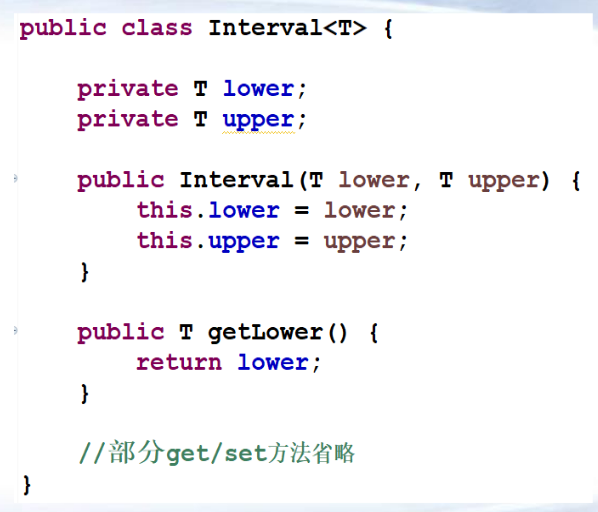 public class Interval<T> {
private T lower;
private T upper;
public Interval(T lower, T upper) {
this.lower = lower;
this.upper = upper;
}
public T getLower() {
return lower;
}
//部分get/set方法省略
}